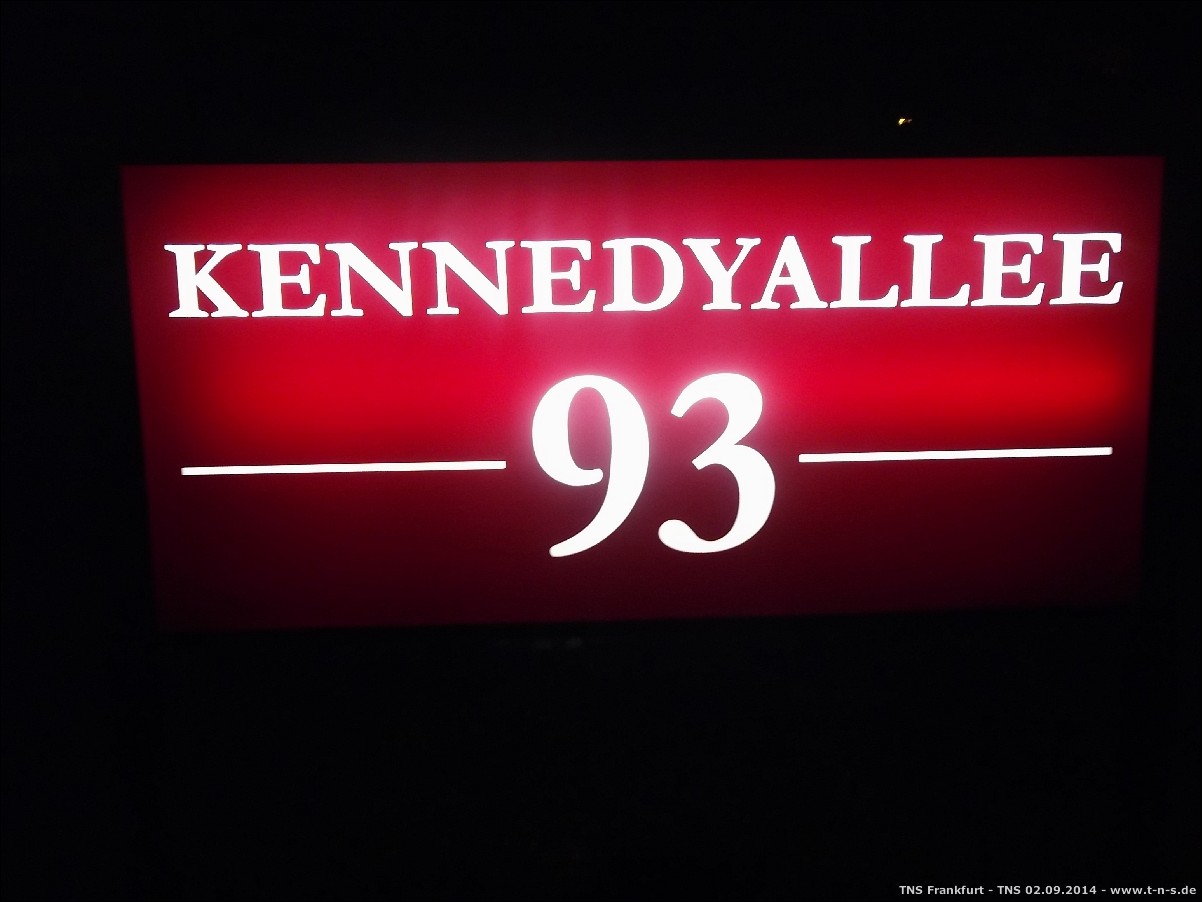 KENNEDYALLEE
93
TNS Frankfurt - TNS 02.09.2014 - www.t-n-s.de